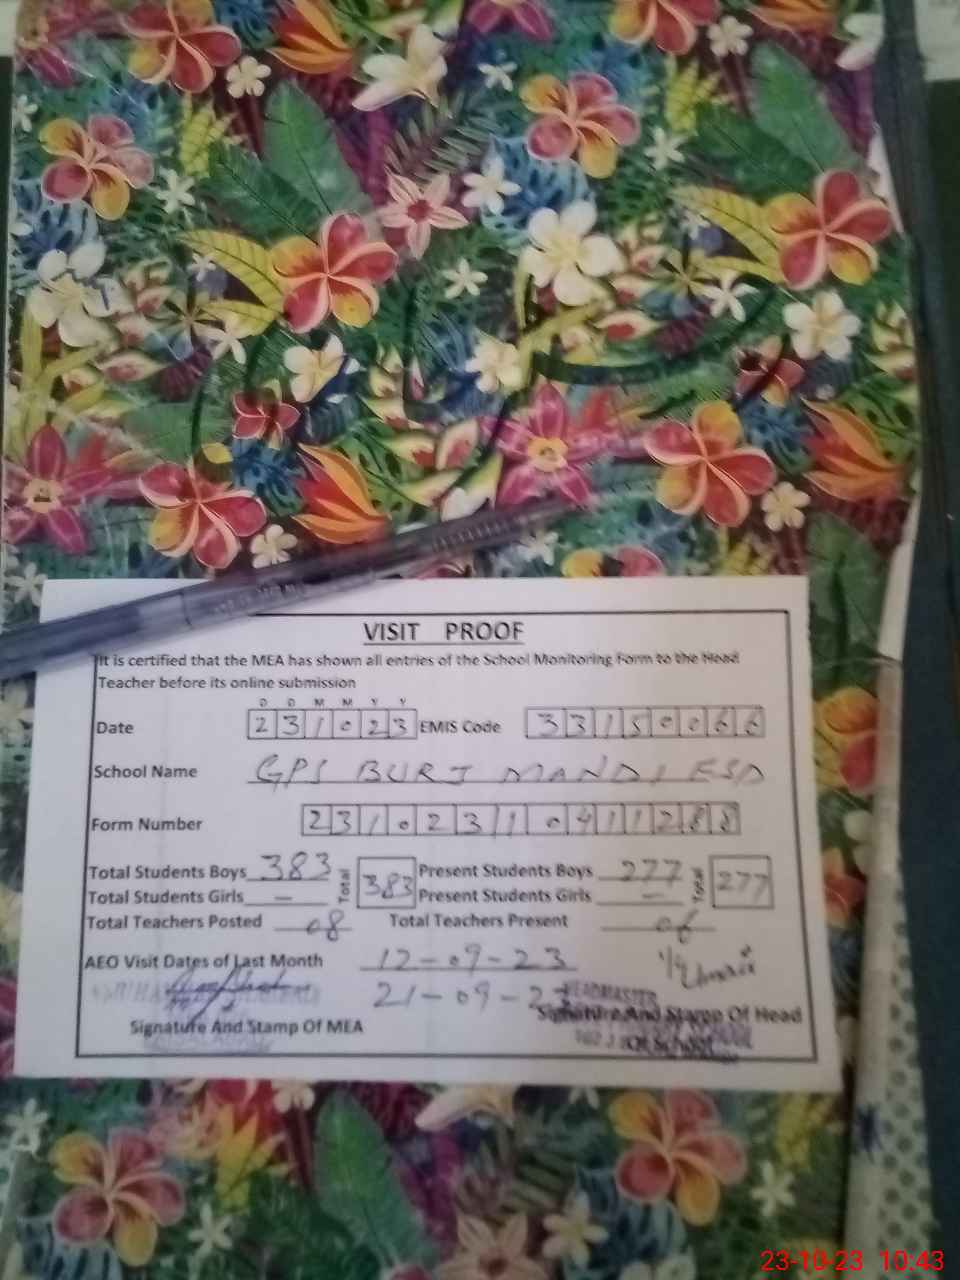 VISIT PROOF
It is certified that the MEA has shown all entries of the School Monitoring Form to the Head
Teacher before its online submission
D D M M Y Y
Date 231023 EMIS Code 33150066
School Name GPS BURJ MANDI ESD
Form Number 23102310411288
Total Students Boys 383 Total 383 Present Students Boys 277 Total 277
Total Students Girls — Present Students Girls —
Total Teachers Posted 08 Total Teachers Present 06
AEO Visit Dates of Last Month 12-09-23
21-09-23
HEADMASTER
Signature And Stamp Of MEA Signature And Stamp Of Head
Of School
23-10-23 10:43